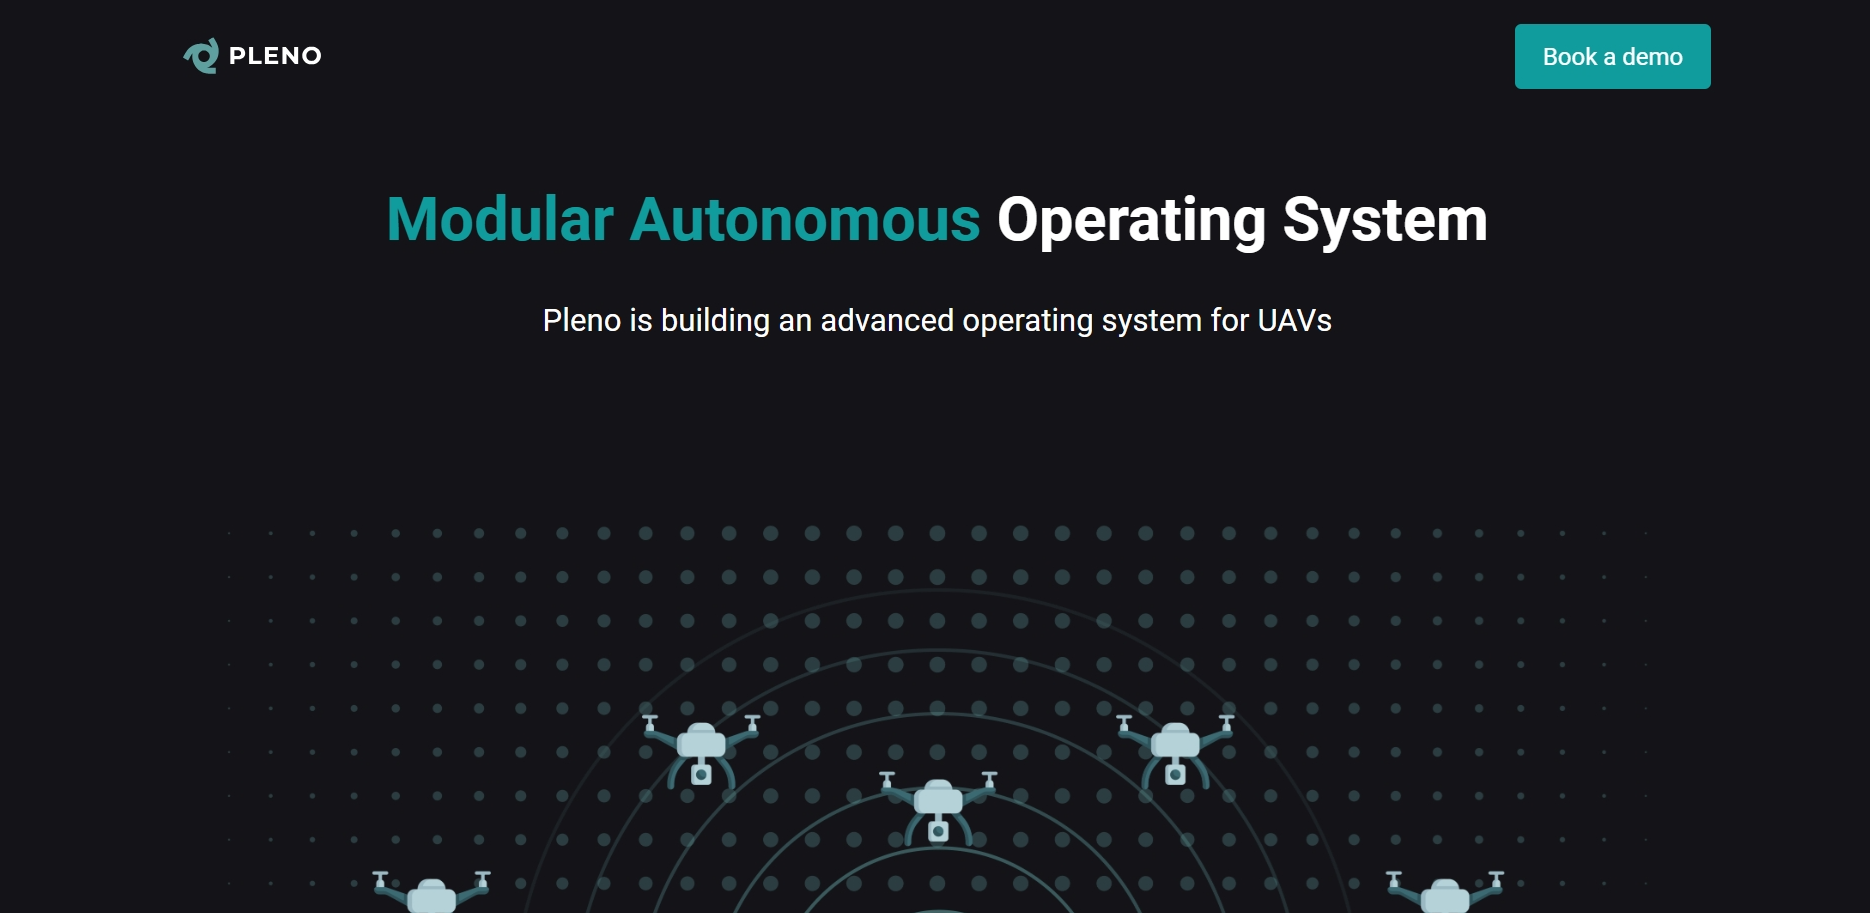 PLENO
Book a demo
Modular Autonomous Operating System
Pleno is building an advanced operating system for UAVs